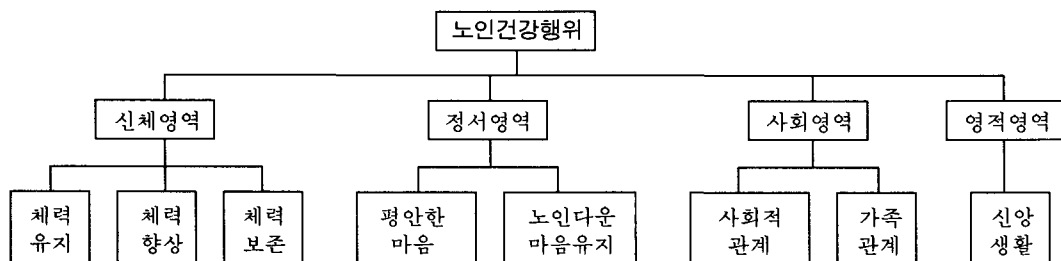 노인건강행위
신체영역
정서영역
사회영역
영적영역
체력
유지
체력
향상
체력
보존
평안한
마음
노인다운
마음유지
사회적
관계
가족
관계
신앙
생활